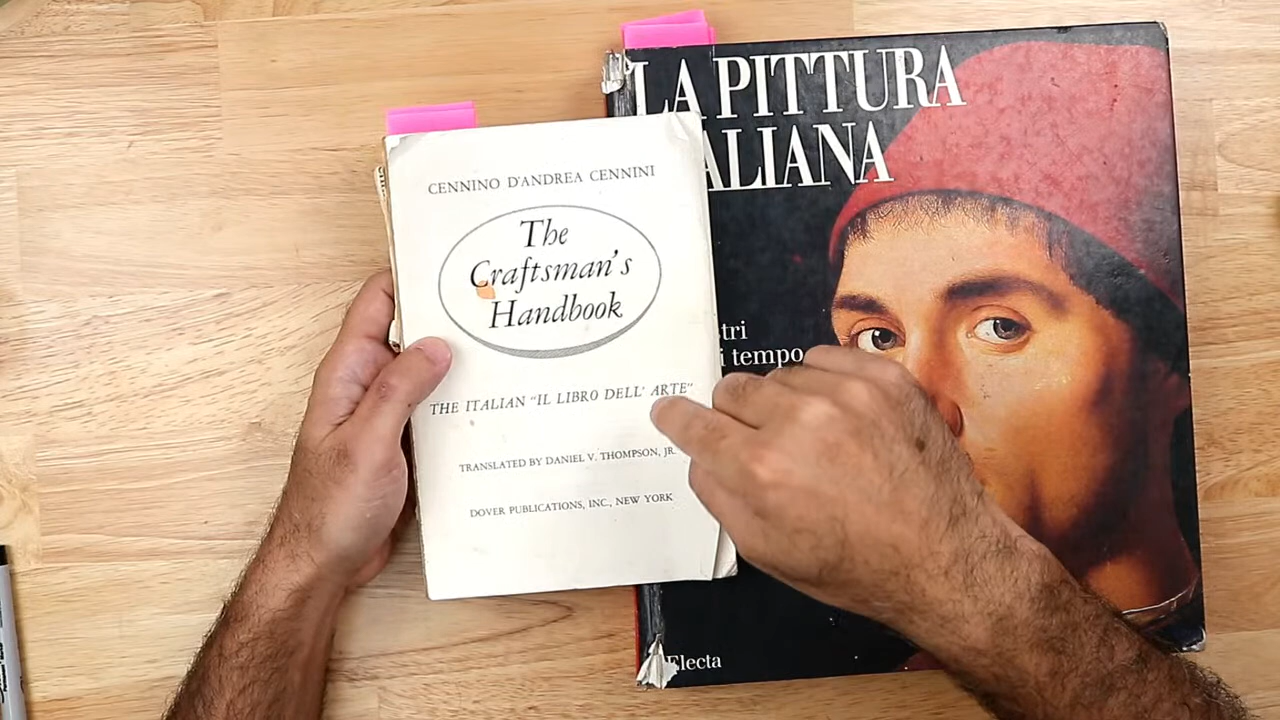 CENNINO D'ANDREA CENNINI
The
Craftsman's
Handbook
THE ITALIAN "IL LIBRO DELL' ARTE"
TRANSLATED BY DANIEL V. THOMPSON, JR.
DOVER PUBLICATIONS, INC., NEW YORK
LA PITTURA
ALIANA
stri
i tempo
Electa